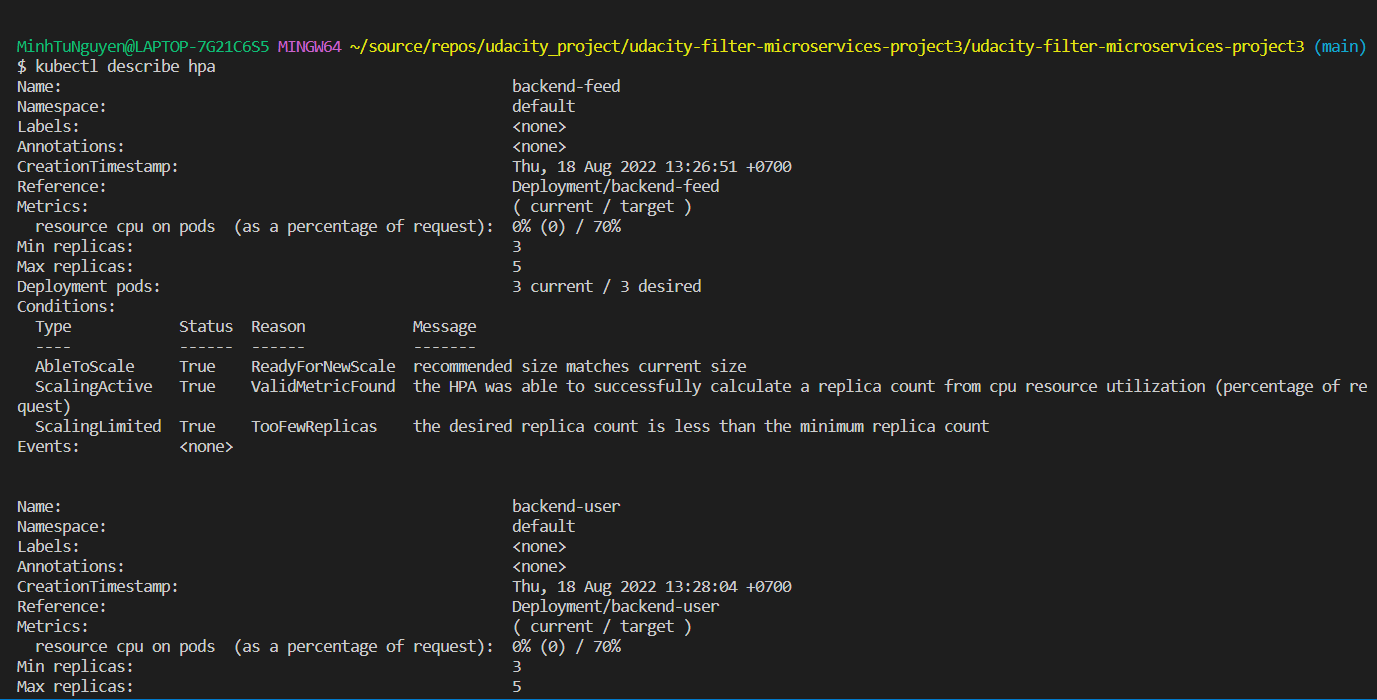 MinhTuNguyen@LAPTOP-7G21C6S5 MINGW64 ~/source/repos/udacity_project/udacity-filter-microservices-project3/udacity-filter-microservices-project3 (main)
$ kubectl describe hpa
Name:                                                  backend-feed
Namespace:                                             default
Labels:                                                <none>
Annotations:                                           <none>
CreationTimestamp:                                     Thu, 18 Aug 2022 13:26:51 +0700
Reference:                                             Deployment/backend-feed
Metrics:                                               ( current / target )
  resource cpu on pods  (as a percentage of request):  0% (0) / 70%
Min replicas:                                          3
Max replicas:                                          5
Deployment pods:                                       3 current / 3 desired
Conditions:
  Type            Status  Reason            Message
  ----            ------  ------            -------
  AbleToScale     True    ReadyForNewScale  recommended size matches current size
  ScalingActive   True    ValidMetricFound  the HPA was able to successfully calculate a replica count from cpu resource utilization (percentage of re
quest)
  ScalingLimited  True    TooFewReplicas    the desired replica count is less than the minimum replica count
Events:           <none>
Name:                                                  backend-user
Namespace:                                             default
Labels:                                                <none>
Annotations:                                           <none>
CreationTimestamp:                                     Thu, 18 Aug 2022 13:28:04 +0700
Reference:                                             Deployment/backend-user
Metrics:                                               ( current / target )
  resource cpu on pods  (as a percentage of request):  0% (0) / 70%
Min replicas:                                          3
Max replicas:                                          5